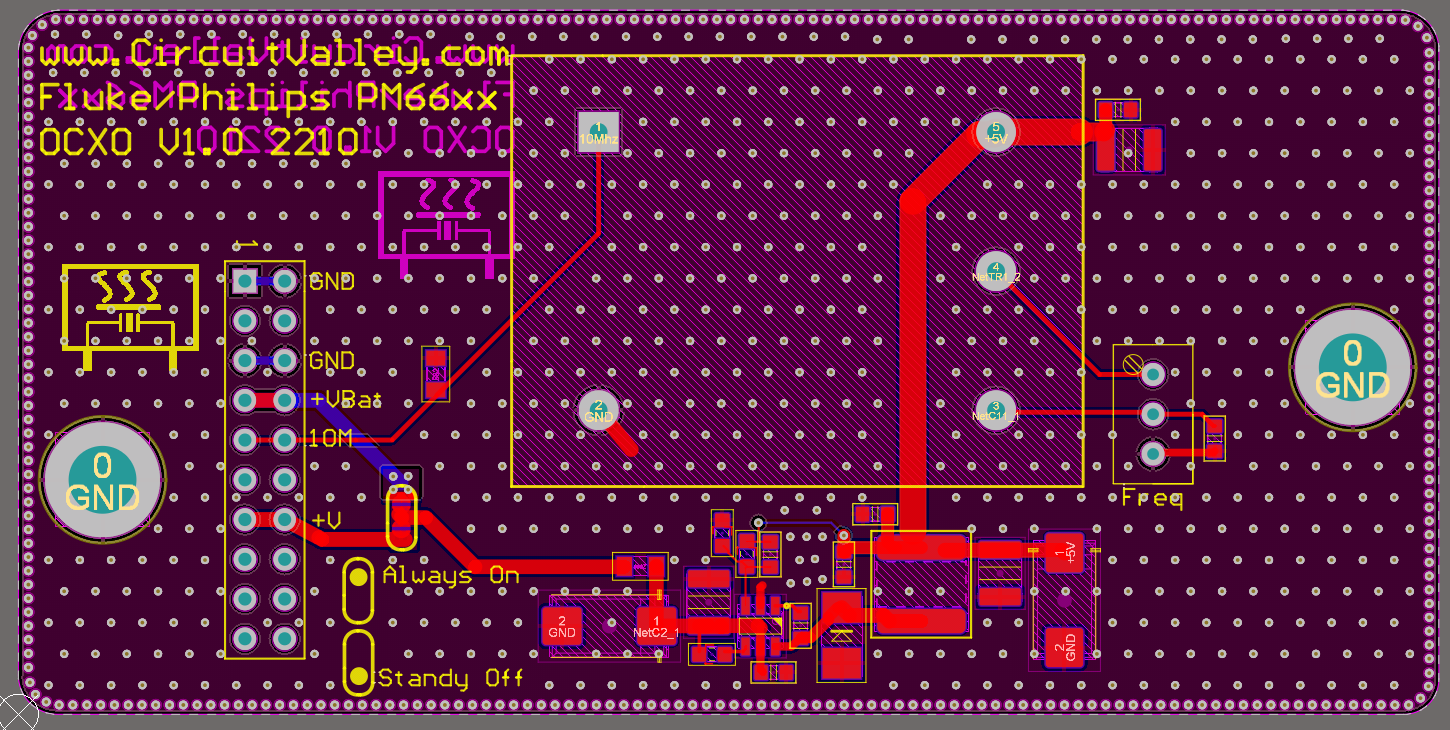 www.CircuitValley.com
Fluke/Philips PM66xx
OCXO V1.0 2210
1
10Mhz
5
+5V
1
GND
4
NetTR1_2
GND
+VBat
2
GND
3
NetC11_1
0
GND
10M
0
GND
Freq
+V
Always On
1
+5V
2
GND
1
NetC2_1
2
GND
Standy Off